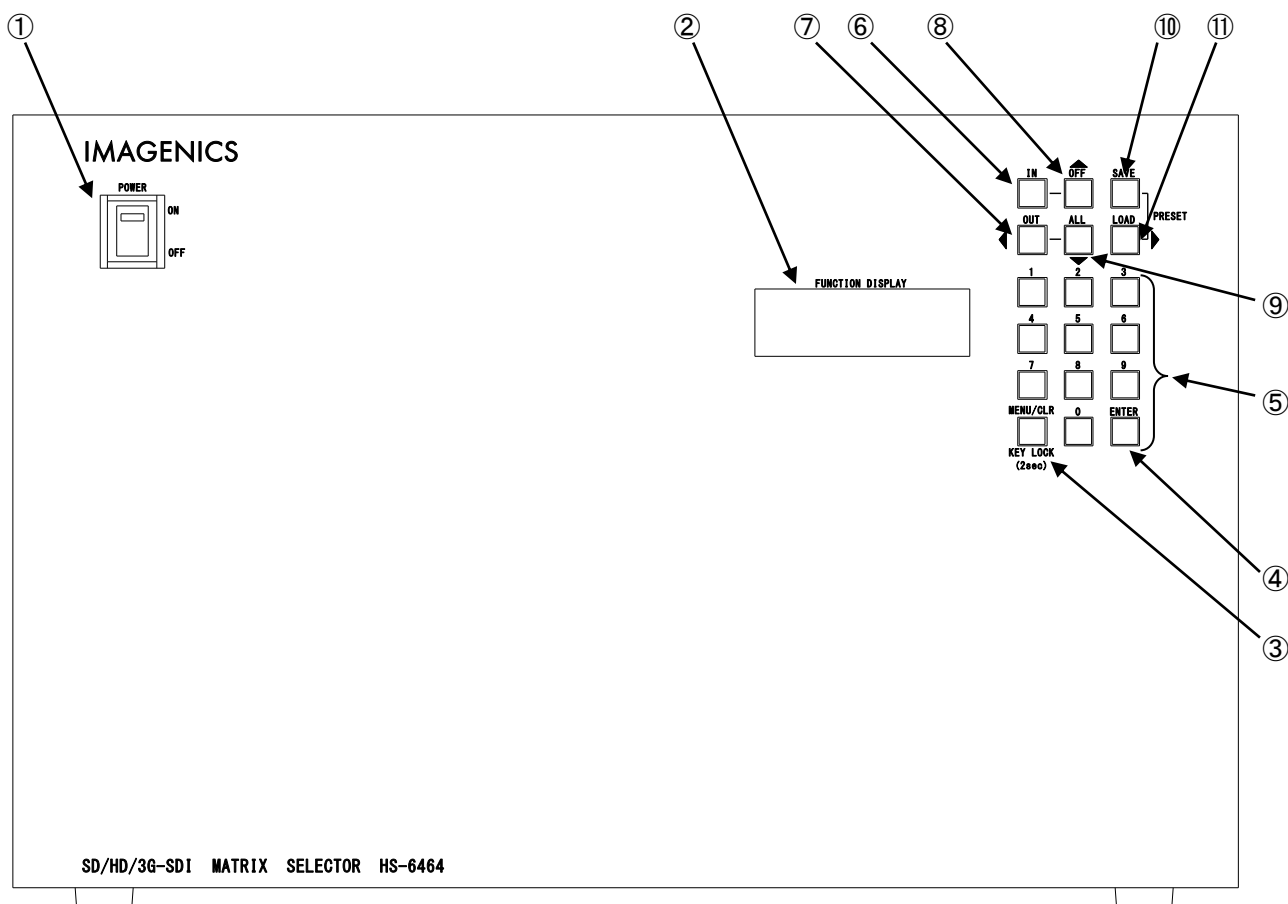 ① ② ⑦ ⑥ ⑧ ⑩ ⑪
IMAGENICS
POWER
ON
OFF
IN OFF SAVE
PRESET
OUT ALL LOAD
FUNCTION DISPLAY
1 2 3
⑨
4 5 6
7 8 9
⑤
MENU/CLR 0 ENTER
KEY LOCK
(2sec)
④
③
SD/HD/3G-SDI MATRIX SELECTOR HS-6464